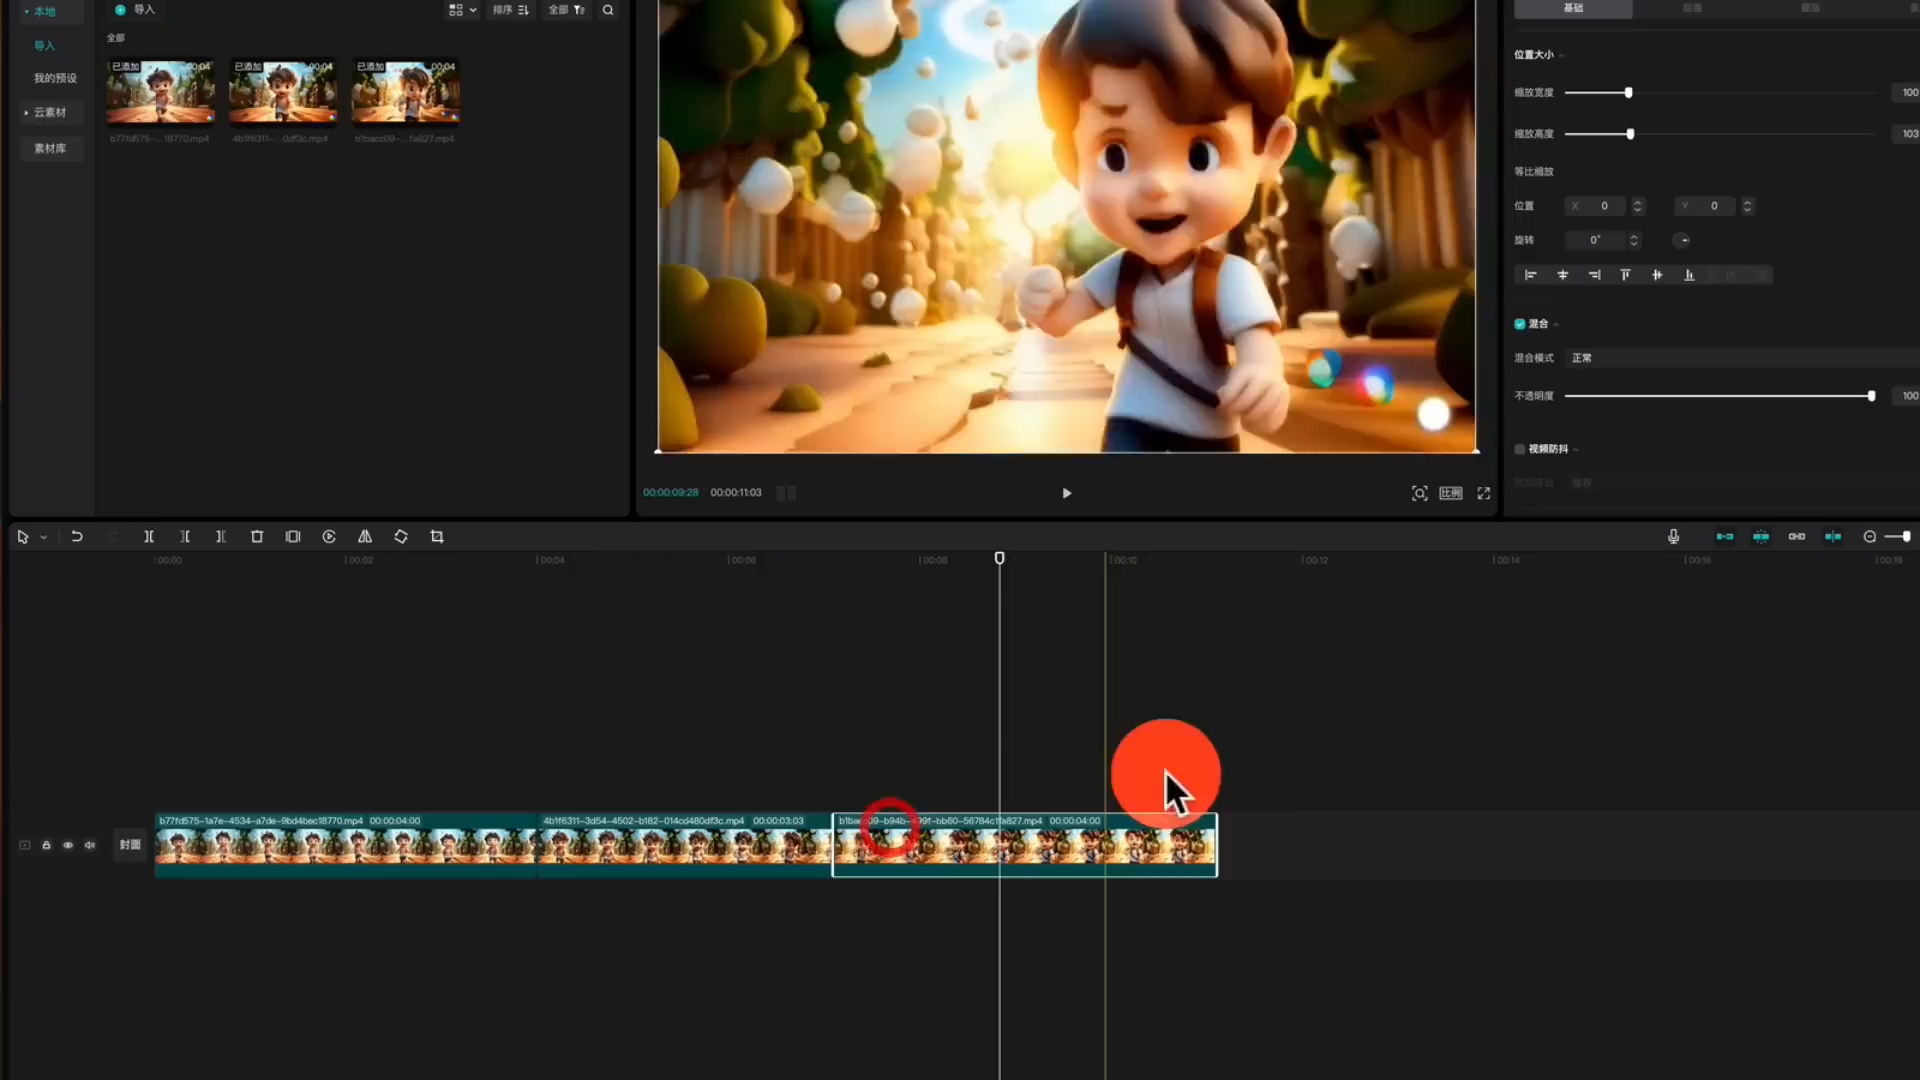 本地
导入
排序
全部
导入
全部
我的预设
云素材
素材库
已添加 00:04
已添加 00:04
已添加 00:04
b77fd575-...18770.mp4
4b1f6311-...0df3c.mp4
b1bacc09-...1a827.mp4
基础
位置大小
缩放宽度
100
缩放高度
103
等比缩放
位置 X 0 Y 0
旋转 0°
混合
混合模式 正常
不透明度
100
视频防抖
推荐
00:00:09:28 00:00:11:03
比例
00:00 00:02 00:04 00:06 00:08 00:10 00:12 00:14 00:16 00:18
封面
b77fd575-1a7e-4534-a7de-9bd4bec18770.mp4 00:00:04:00
4b1f6311-3d54-4502-b182-014cd480df3c.mp4 00:00:03:03
56784c1fa827.mp4 00:00:04:00